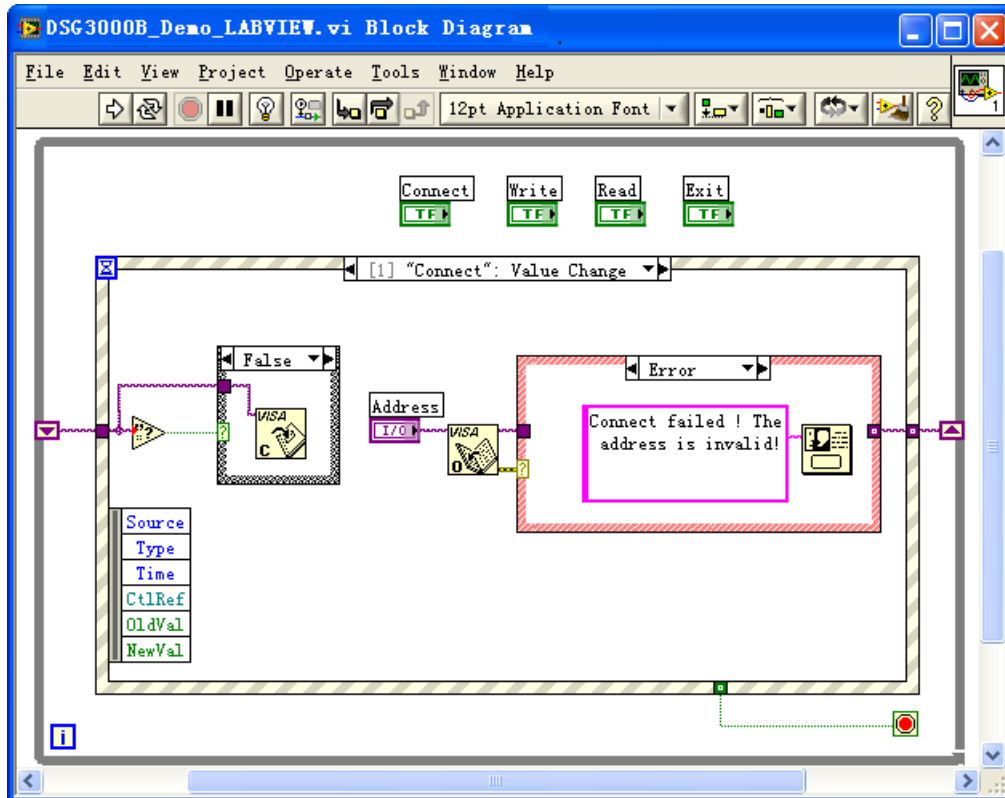 DSG3000B_Demo_LABVIEW.vi Block Diagram
File Edit View Project Operate Tools Window Help
12pt Application Font
?
1
Connect Write Read Exit
TF TF TF TF
[1] "Connect": Value Change
False
Error
Address
I/O
VISA
C
VISA
O
?
?
?
Connect failed ! The
address is invalid!
Source
Type
Time
CtlRef
OldVal
NewVal
i